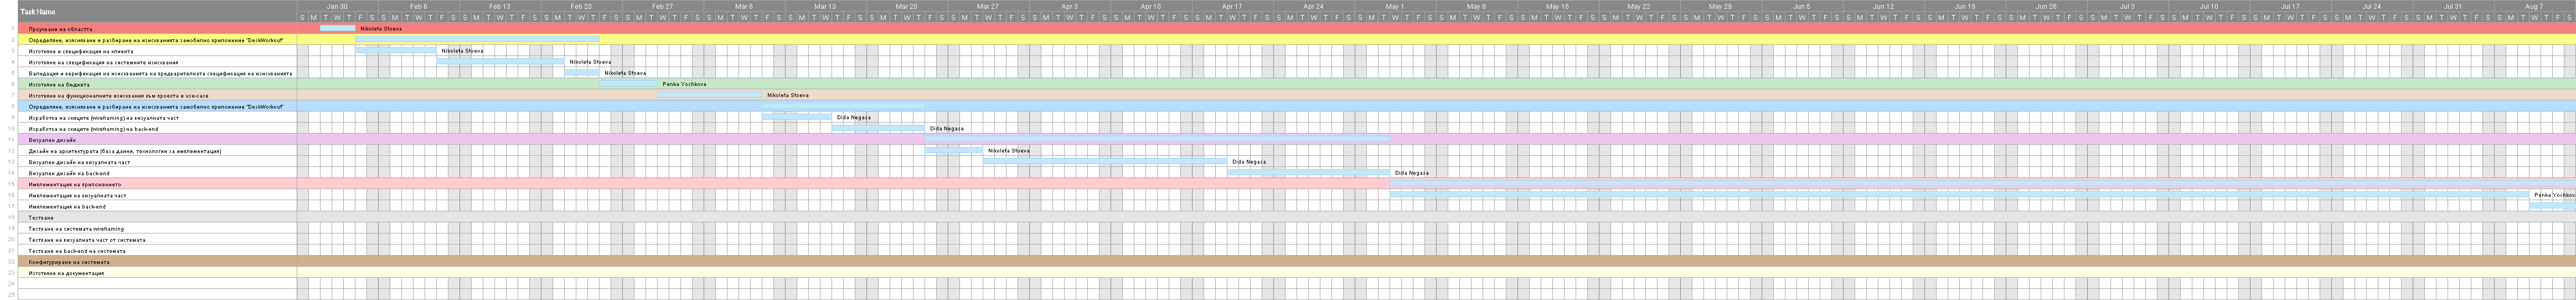 Jan 30 Feb 6 Feb 13 Feb 20 Feb 27 Mar 6 Mar 13 Mar 20 Mar 27 Apr 3 Apr 10 Apr 17 Apr 24 May 1 May 8 May 15 May 22 May 29 Jun 5 Jun 12 Jun 19 Jun 26 Jul 3 Jul 10 Jul 17 Jul 24 Jul 31 Aug 7
Task Name
S M T W T F S S M T W T F S S M T W T F S S M T W T F S S M T W T F S S M T W T F S S M T W T F S S M T W T F S S M T W T F S S M T W T F S S M T W T F S S M T W T F S S M T W T F S S M T W T F S S M T W T F S S M T W T F S S M T W T F S S M T W T F S S M T W T F S S M T W T F S S M T W T F S S M T W T F S S M T W T F S S M T W T F S S M T W T F S S M T W T F S S M T W T F S S M T W T F S
1 Проучване на областта Nikoleta Stoeva
2 Определяне, изясняване и разбиране на изискванията замобилно приложение "DeskWorkout"
3 Изготвяне и спецификация на клиента Nikoleta Stoeva
4 Изготвяне на спецификация на системните изисквания Nikoleta Stoeva
5 Валидация и верификация на изискванията на предварителната спецификация на изискванията Nikoleta Stoeva
6 Изготвяне на бюджета Penka Yochkova
7 Изготвяне на функционалните изисквания към проекта и use-case Nikoleta Stoeva
8 Определяне, изясняване и разбиране на изискванията замобилно приложение "DeskWorkout"
9 Изработка на скиците (wireframing) на визуалната част Dida Negasa
10 Изработка на скиците (wireframing) на back-end Dida Negasa
11 Визуален дизайн
12 Дизайн на архитектурата (база данни, технологии за имплементация) Nikoleta Stoeva
13 Визуален дизайн на визуалната част Dida Negasa
14 Визуален дизайн на back-end Dida Negasa
15 Имплементация на приложението
16 Имплементация на визуалната част Penka Yochkov
17 Имплементация на back-end
18 Тестване
19 Тестване на системата wireframing
20 Тестване на визуалната част от системата
21 Тестване на back-end на системата
22 Конфигуриране на системата
23 Изготвяне на документация
24
25